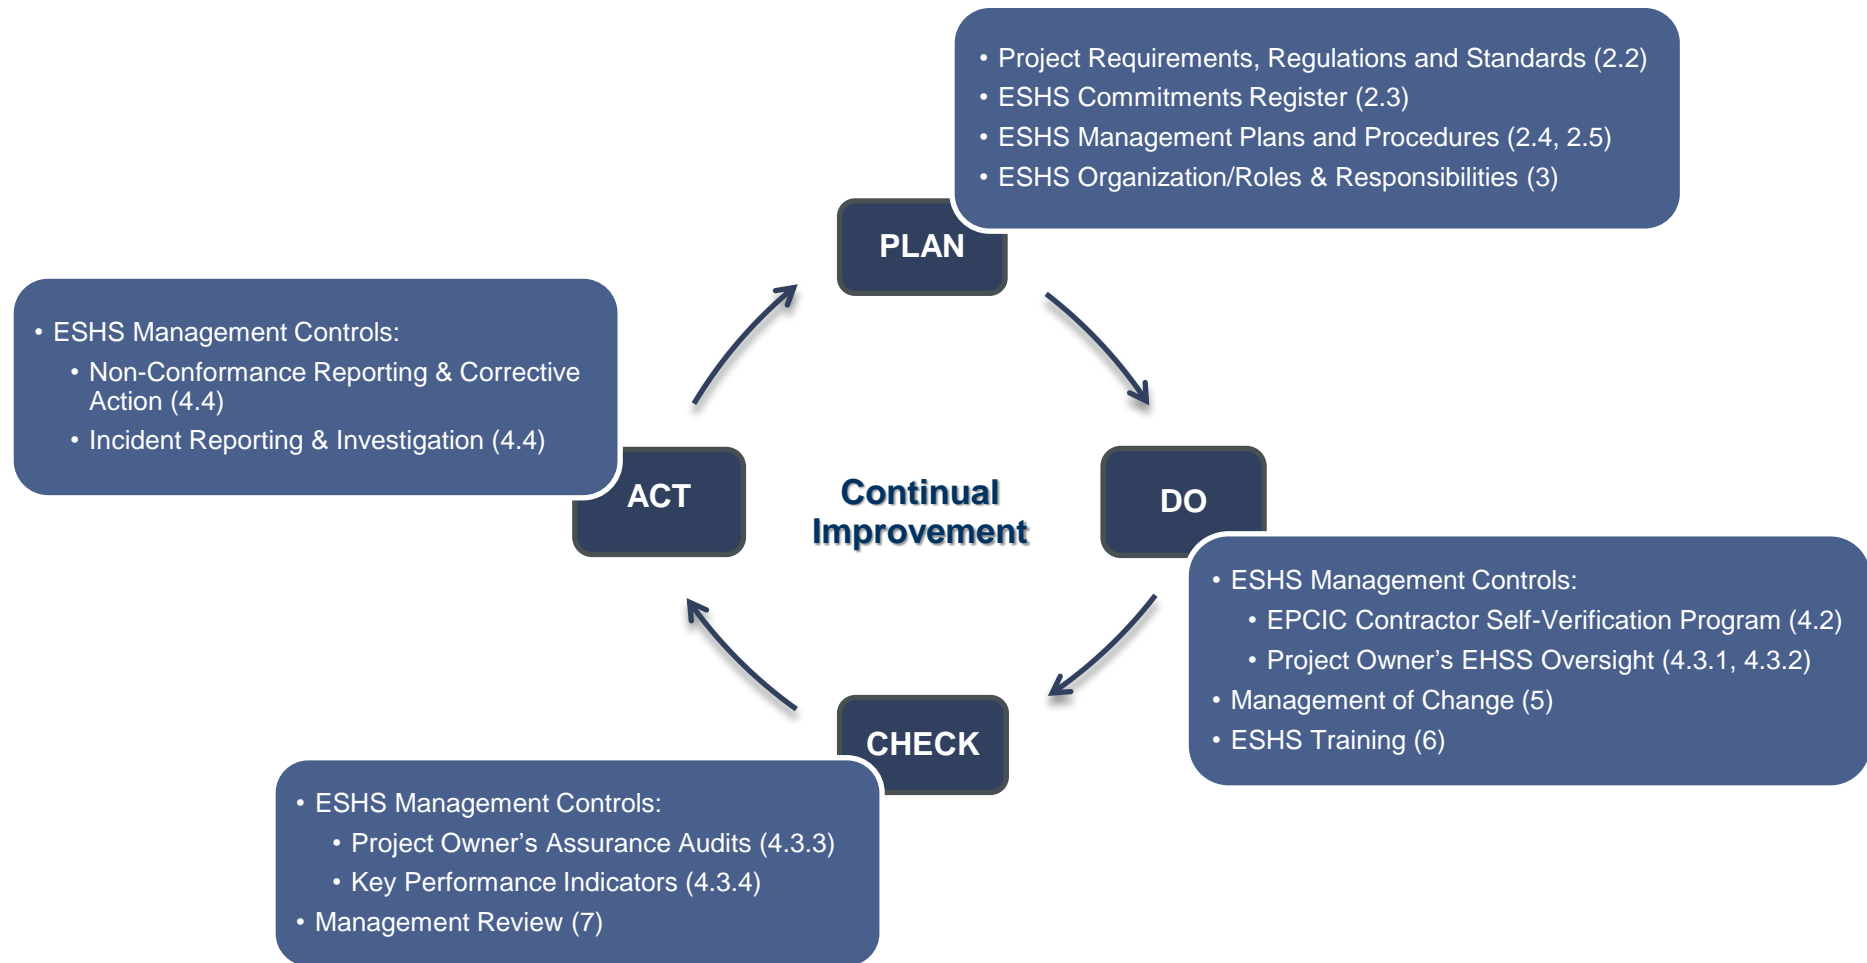 • Project Requirements, Regulations and Standards (2.2)
• ESHS Commitments Register (2.3)
• ESHS Management Plans and Procedures (2.4, 2.5)
• ESHS Organization/Roles & Responsibilities (3)
PLAN
• ESHS Management Controls:
• Non-Conformance Reporting & Corrective
Action (4.4)
• Incident Reporting & Investigation (4.4)
ACT
Continual
Improvement
DO
• ESHS Management Controls:
• EPCIC Contractor Self-Verification Program (4.2)
• Project Owner’s EHSS Oversight (4.3.1, 4.3.2)
• Management of Change (5)
• ESHS Training (6)
CHECK
• ESHS Management Controls:
• Project Owner’s Assurance Audits (4.3.3)
• Key Performance Indicators (4.3.4)
• Management Review (7)